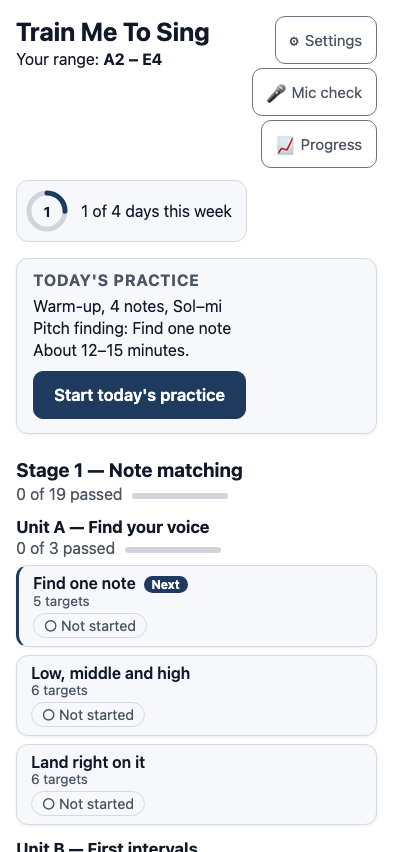 Train Me To Sing
Your range: A2 – E4
⚙ Settings
🎤 Mic check
📈 Progress
1
1 of 4 days this week
TODAY'S PRACTICE
Warm-up, 4 notes, Sol–mi
Pitch finding: Find one note
About 12–15 minutes.
Start today's practice
Stage 1 — Note matching
0 of 19 passed
Unit A — Find your voice
0 of 3 passed
Find one note Next
5 targets
Not started
Low, middle and high
6 targets
Not started
Land right on it
6 targets
Not started
Unit B — First intervals